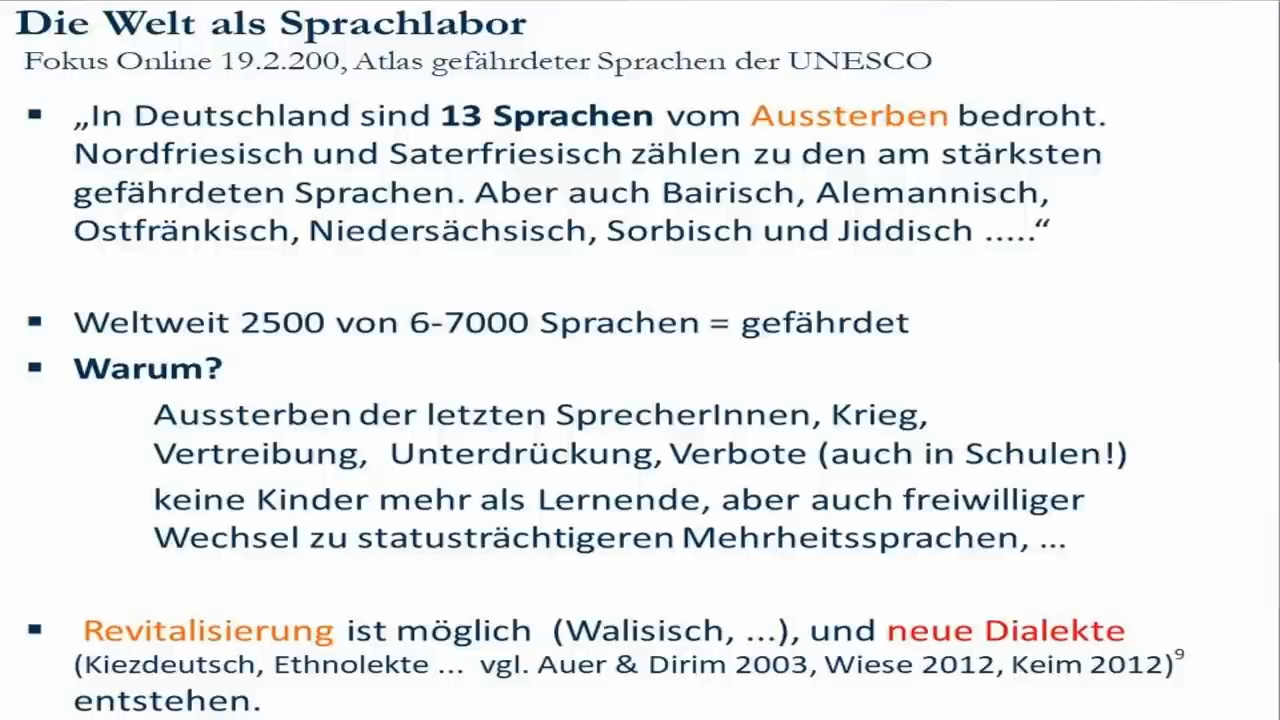 Die Welt als Sprachlabor
Fokus Online 19.2.200, Atlas gefährdeter Sprachen der UNESCO
▪ „In Deutschland sind 13 Sprachen vom Aussterben bedroht.
Nordfriesisch und Saterfriesisch zählen zu den am stärksten
gefährdeten Sprachen. Aber auch Bairisch, Alemannisch,
Ostfränkisch, Niedersächsisch, Sorbisch und Jiddisch .....“
▪ Weltweit 2500 von 6-7000 Sprachen = gefährdet
▪ Warum?
Aussterben der letzten SprecherInnen, Krieg,
Vertreibung, Unterdrückung, Verbote (auch in Schulen!)
keine Kinder mehr als Lernende, aber auch freiwilliger
Wechsel zu statusträchtigeren Mehrheitssprachen, ...
▪ Revitalisierung ist möglich (Walisisch, ...), und neue Dialekte
(Kiezdeutsch, Ethnolekte ... vgl. Auer & Dirim 2003, Wiese 2012, Keim 2012) 9
entstehen.